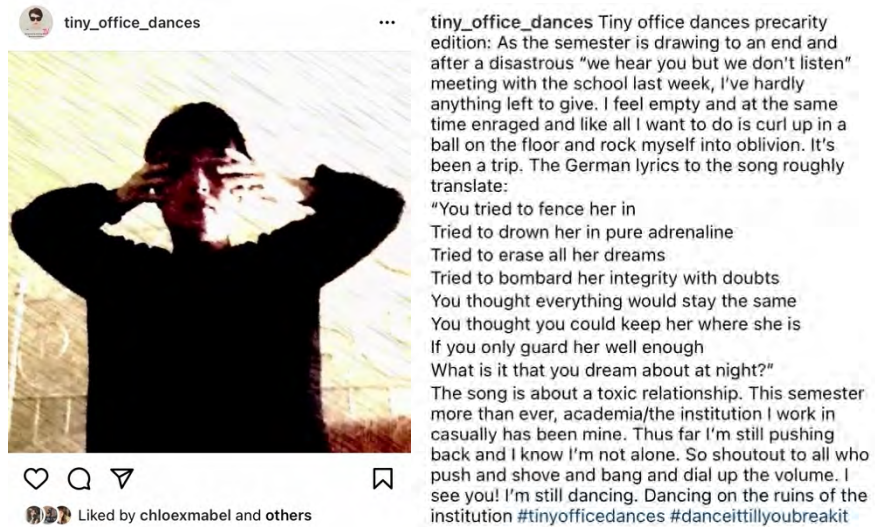 tiny_office_dances
Liked by chloexmabel and others
tiny_office_dances Tiny office dances precarity
edition: As the semester is drawing to an end and
after a disastrous “we hear you but we don't listen”
meeting with the school last week, I've hardly
anything left to give. I feel empty and at the same
time enraged and like all I want to do is curl up in a
ball on the floor and rock myself into oblivion. It's
been a trip. The German lyrics to the song roughly
translate:
“You tried to fence her in
Tried to drown her in pure adrenaline
Tried to erase all her dreams
Tried to bombard her integrity with doubts
You thought everything would stay the same
You thought you could keep her where she is
If you only guard her well enough
What is it that you dream about at night?”
The song is about a toxic relationship. This semester
more than ever, academia/the institution I work in
casually has been mine. Thus far I'm still pushing
back and I know I'm not alone. So shoutout to all who
push and shove and bang and dial up the volume. I
see you! I'm still dancing. Dancing on the ruins of the
institution #tinyofficedances #danceittillyoubreakit